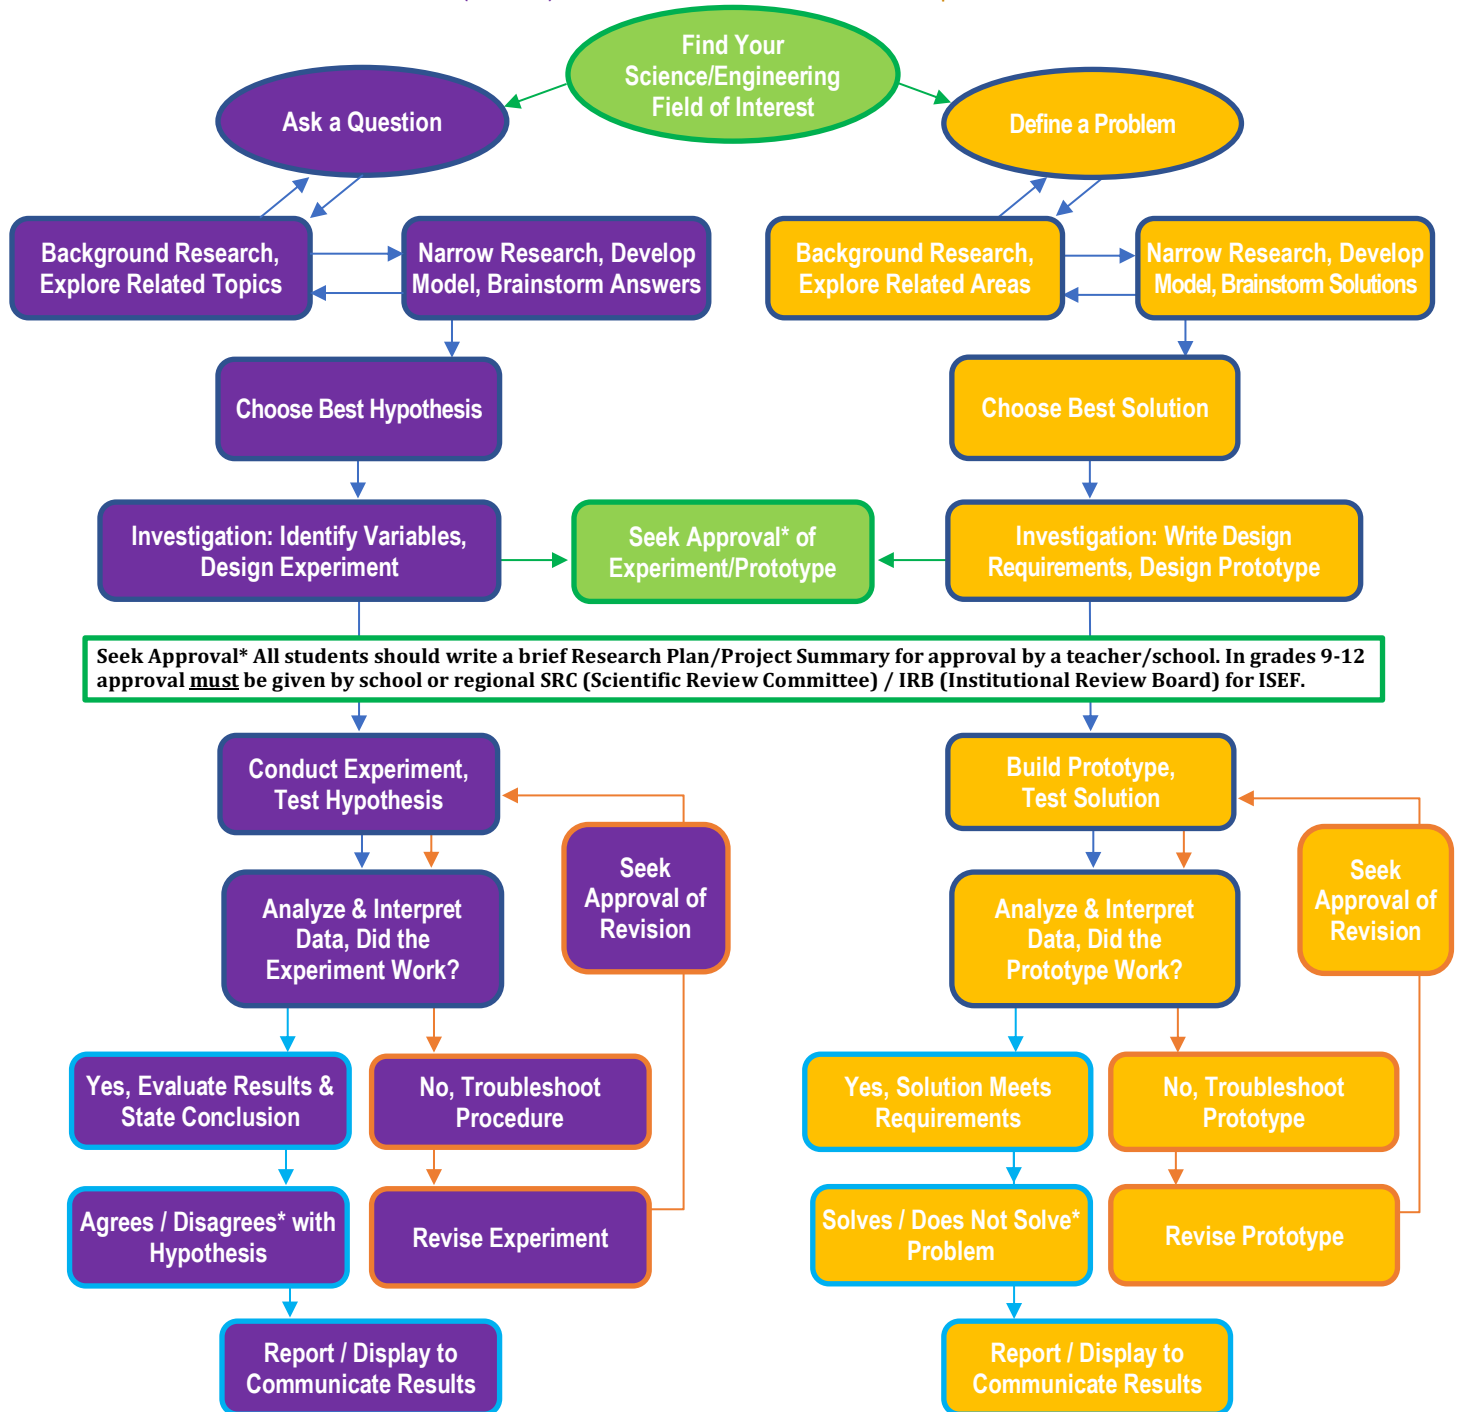 Find Your
Science/Engineering
Field of Interest
Ask a Question
Define a Problem
Background Research,
Explore Related Topics
Narrow Research, Develop
Model, Brainstorm Answers
Background Research,
Explore Related Areas
Narrow Research, Develop
Model, Brainstorm Solutions
Choose Best Hypothesis
Choose Best Solution
Investigation: Identify Variables,
Design Experiment
Seek Approval* of
Experiment/Prototype
Investigation: Write Design
Requirements, Design Prototype
Seek Approval* All students should write a brief Research Plan/Project Summary for approval by a teacher/school. In grades 9-12
approval must be given by school or regional SRC (Scientific Review Committee) / IRB (Institutional Review Board) for ISEF.
Conduct Experiment,
Test Hypothesis
Build Prototype,
Test Solution
Seek
Approval of
Revision
Seek
Approval of
Revision
Analyze & Interpret
Data, Did the
Experiment Work?
Analyze & Interpret
Data, Did the
Prototype Work?
Yes, Evaluate Results &
State Conclusion
No, Troubleshoot
Procedure
Yes, Solution Meets
Requirements
No, Troubleshoot
Prototype
Agrees / Disagrees* with
Hypothesis
Revise Experiment
Solves / Does Not Solve*
Problem
Revise Prototype
Report / Display to
Communicate Results
Report / Display to
Communicate Results